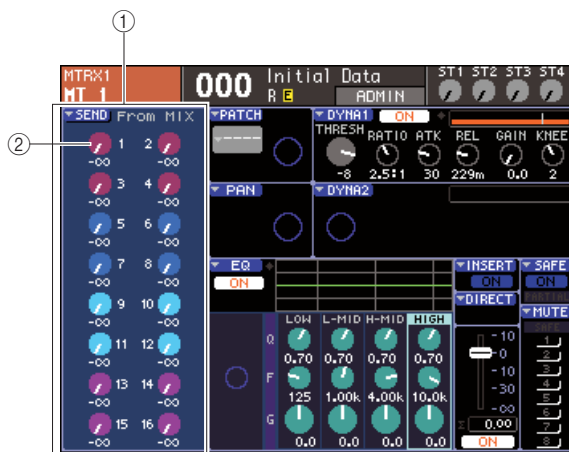 ①
②
MTRX1
MT 1
000
Initial Data
R E
ADMIN
ST1 ST2 ST3 ST4
SEND From MIX
1 2
-∞ -∞
3 4
-∞ -∞
5 6
-∞ -∞
7 8
-∞ -∞
9 10
-∞ -∞
11 12
-∞ -∞
13 14
-∞ -∞
15 16
-∞ -∞
PATCH
-----
PAN
DYNA1 ON
THRESH RATIO ATK REL GAIN KNEE
-8 2.5:1 30 229m 0.0 2
DYNA2
EQ
ON
LOW L-MID H-MID HIGH
Q
0.70 0.70 0.70 0.70
F
125 1.00k 4.00k 10.0k
G
0.0 0.0 0.0 0.0
INSERT
ON
DIRECT
10
0
-10
-30
-∞
Σ 0.00
ON
SAFE
ON
PARTIAL
MUTE
SAFE
1
2
3
4
5
6
7
8